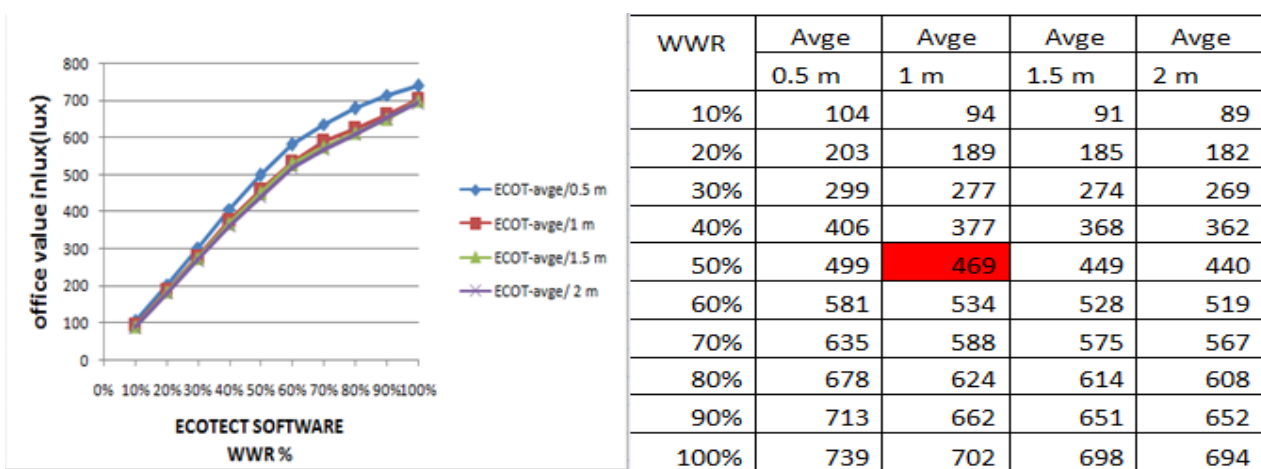 800
700
600
500
400
300
200
100
0
office value inlux(lux)
0% 10% 20% 30% 40% 50% 60% 70% 80% 90%100%
ECOTECT SOFTWARE
WWR %
ECOT-avge/0.5 m
ECOT-avge/1 m
ECOT-avge/1.5 m
ECOT-avge/ 2 m
WWR Avge Avge Avge Avge
0.5 m 1 m 1.5 m 2 m
10% 104 94 91 89
20% 203 189 185 182
30% 299 277 274 269
40% 406 377 368 362
50% 499 469 449 440
60% 581 534 528 519
70% 635 588 575 567
80% 678 624 614 608
90% 713 662 651 652
100% 739 702 698 694